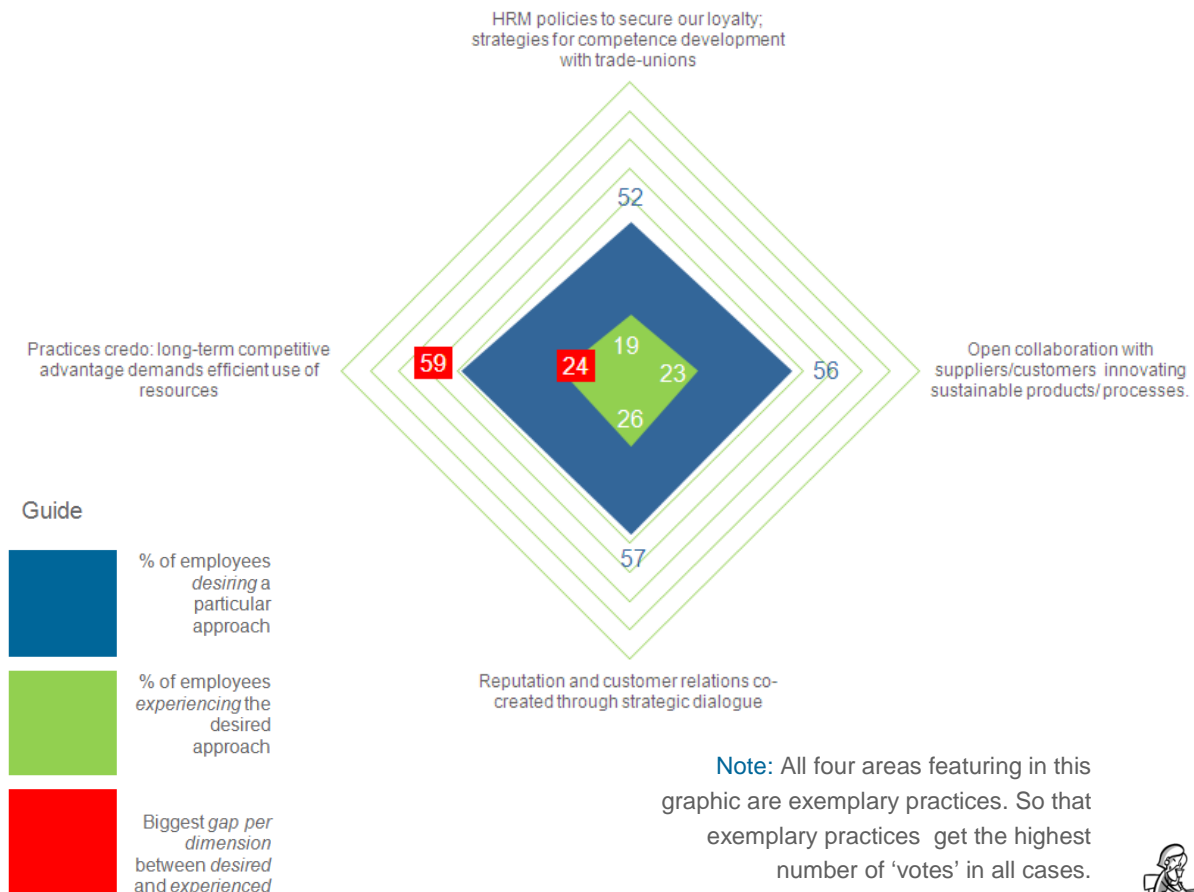 HRM policies to secure our loyalty;
strategies for competence development
with trade-unions
52
Practices credo: long-term competitive
advantage demands efficient use of
resources
59
24
19
23
26
56
Open collaboration with
suppliers/customers innovating
sustainable products/processes.
57
Reputation and customer relations co-
created through strategic dialogue
Guide
% of employees
desiring a
particular
approach
% of employees
experiencing the
desired
approach
Biggest gap per
dimension
between desired
and experienced
Note: All four areas featuring in this
graphic are exemplary practices. So that
exemplary practices get the highest
number of ‘votes’ in all cases.